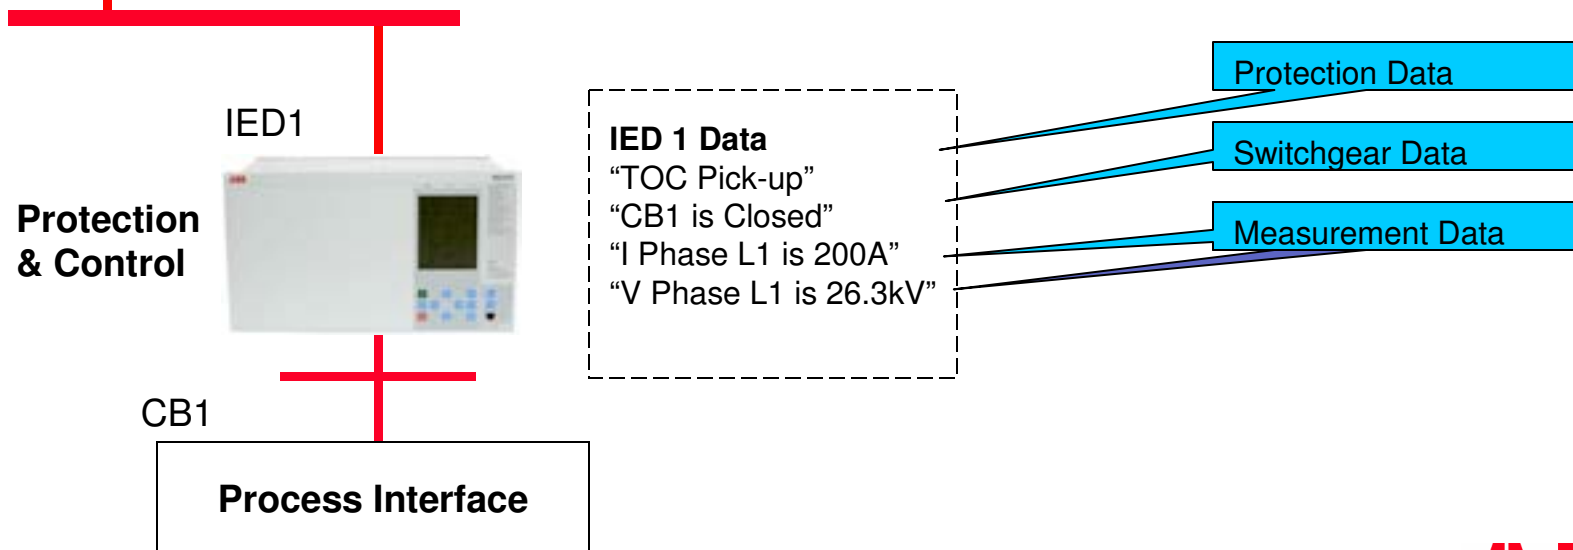 IED1
Protection
& Control
IED 1 Data
“TOC Pick-up”
“CB1 is Closed”
“I Phase L1 is 200A”
“V Phase L1 is 26.3kV”
Protection Data
Switchgear Data
Measurement Data
CB1
Process Interface